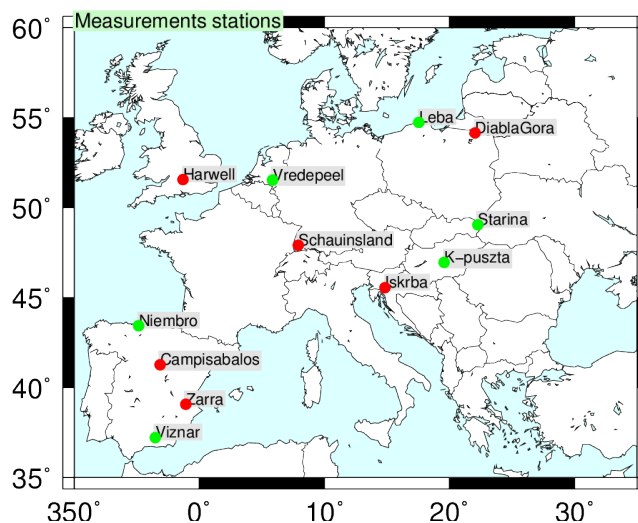 Measurements stations
60°
55°
50°
45°
40°
35°
Leba
DiablaGora
Harwell
Vredepeel
Starina
Schauinsland
K-puszta
Iskrba
Niembro
Campisabalos
Zarra
Viznar
350° 0° 10° 20° 30°